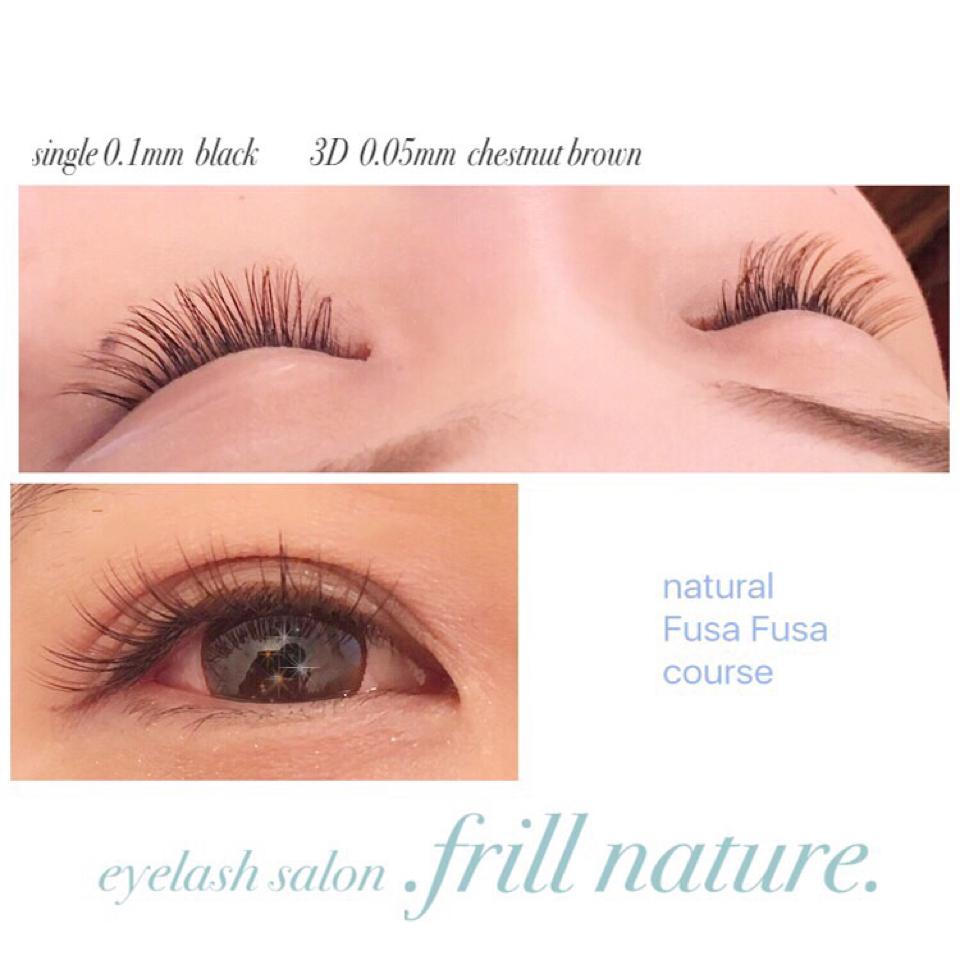 single 0.1mm black 3D 0.05mm chestnut brown
natural
Fusa Fusa
course
eyelash salon .frill nature.